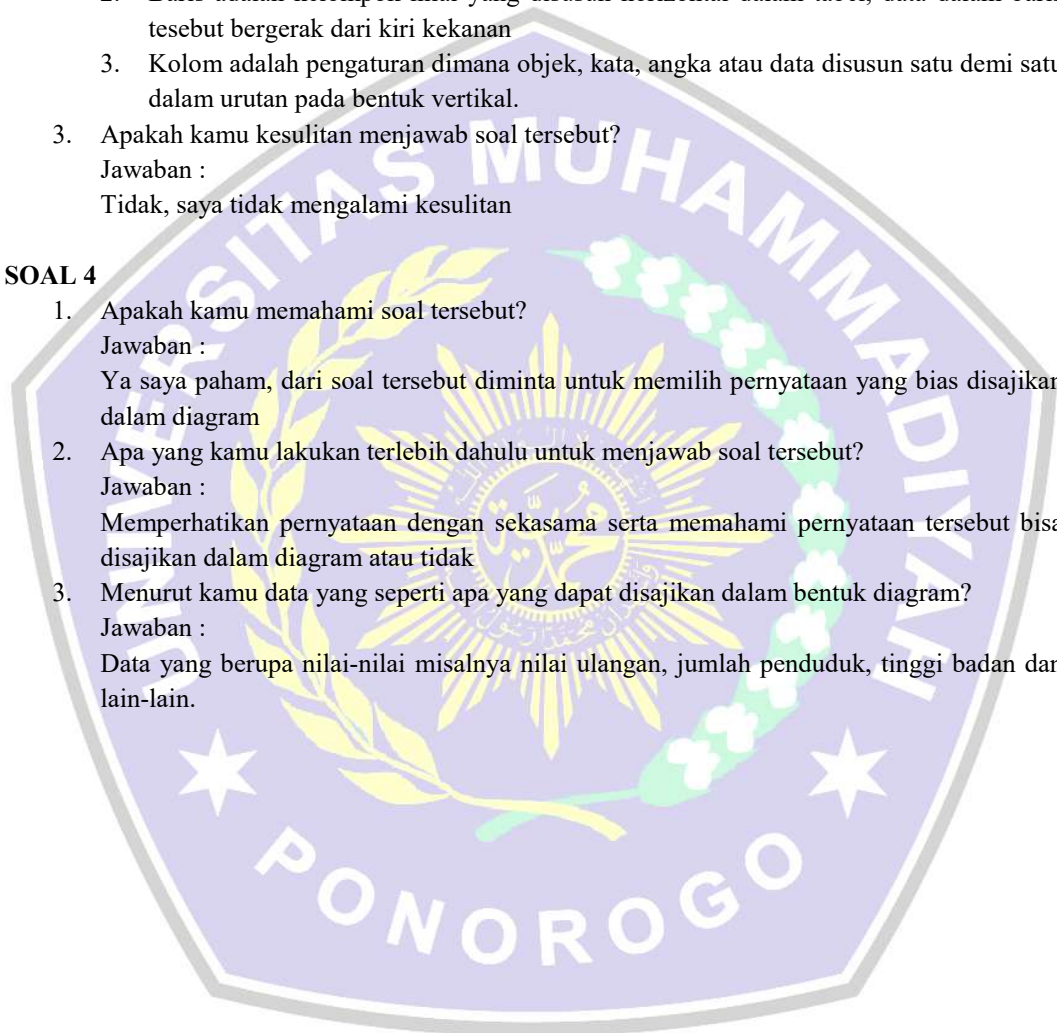 tesebut bergerak dari kiri kekanan
3. Kolom adalah pengaturan dimana objek, kata, angka atau data disusun satu demi satu
dalam urutan pada bentuk vertikal.
3. Apakah kamu kesulitan menjawab soal tersebut?
Jawaban :
Tidak, saya tidak mengalami kesulitan
SOAL 4
1. Apakah kamu memahami soal tersebut?
Jawaban :
Ya saya paham, dari soal tersebut diminta untuk memilih pernyataan yang bias disajikan
dalam diagram
2. Apa yang kamu lakukan terlebih dahulu untuk menjawab soal tersebut?
Jawaban :
Memperhatikan pernyataan dengan sekasama serta memahami pernyataan tersebut bisa
disajikan dalam diagram atau tidak
3. Menurut kamu data yang seperti apa yang dapat disajikan dalam bentuk diagram?
Jawaban :
Data yang berupa nilai-nilai misalnya nilai ulangan, jumlah penduduk, tinggi badan dan
lain-lain.
UNIVERSITAS MUHAMMADIYAH
PONOROGO